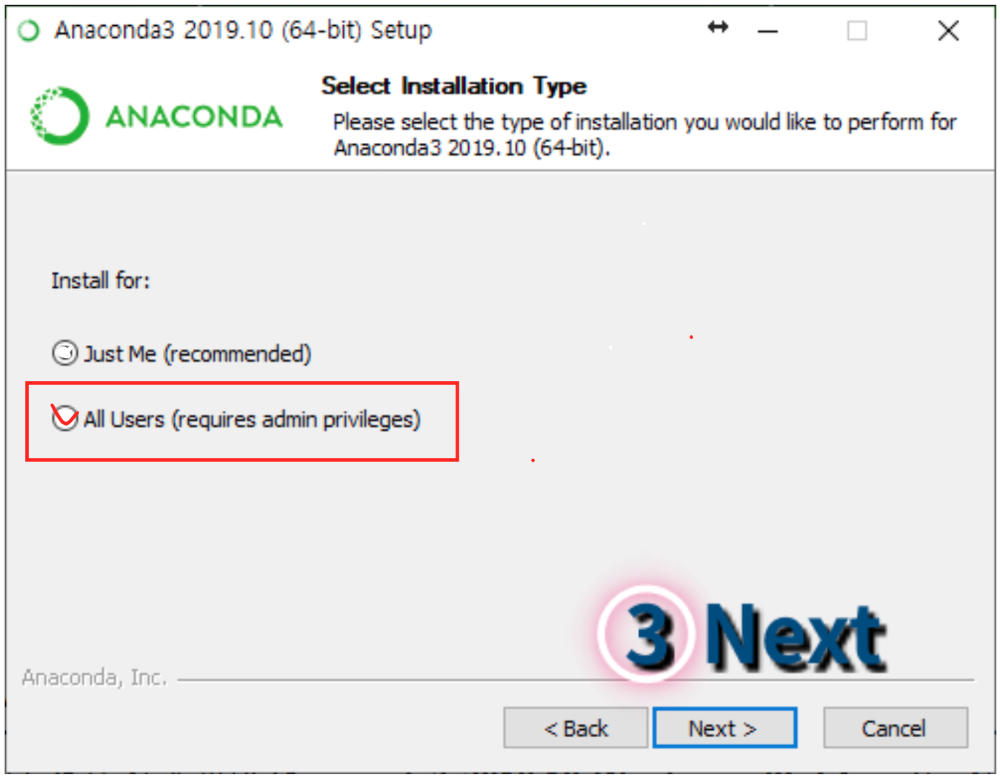 Anaconda3 2019.10 (64-bit) Setup
ANACONDA
Select Installation Type
Please select the type of installation you would like to perform for
Anaconda3 2019.10 (64-bit).
Install for:
Just Me (recommended)
All Users (requires admin privileges)
3 Next
Anaconda, Inc.
< Back
Next >
Cancel